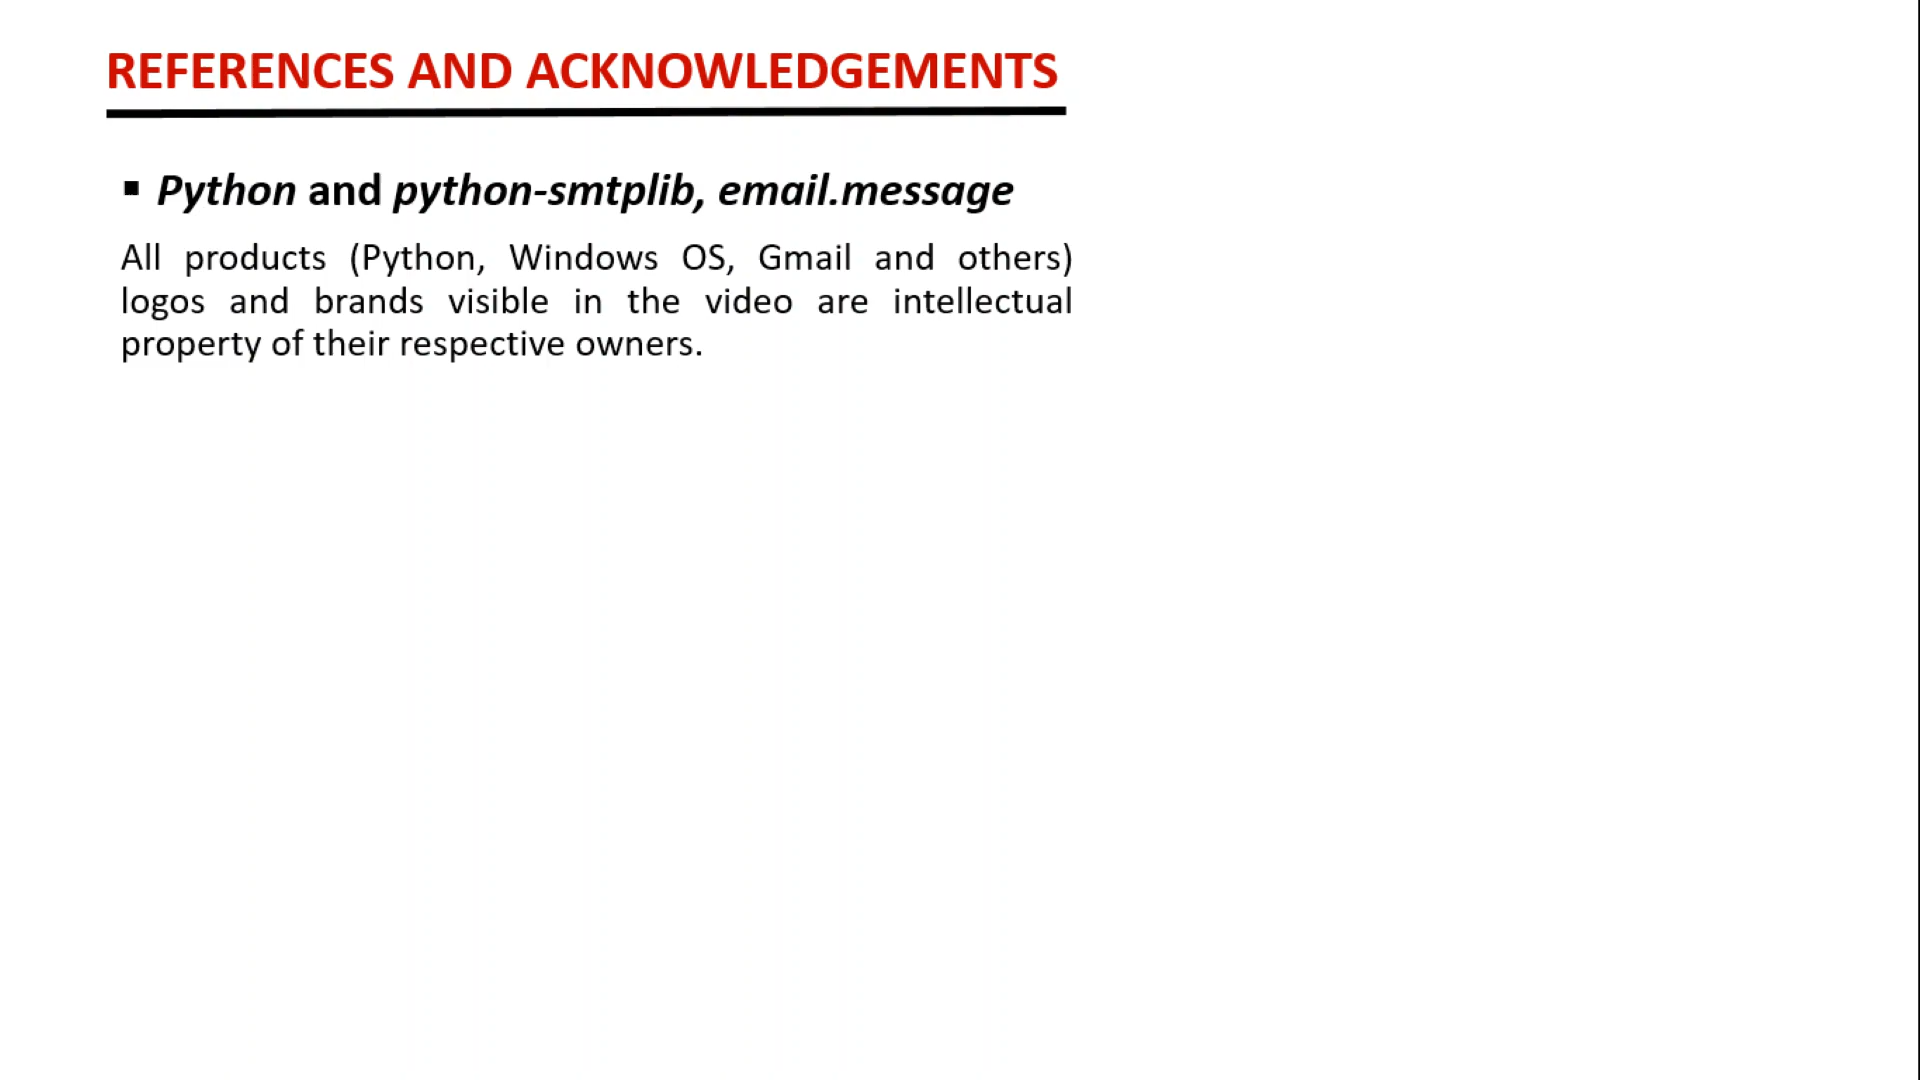 REFERENCES AND ACKNOWLEDGEMENTS
▪ Python and python-smtplib, email.message
All products (Python, Windows OS, Gmail and others)
logos and brands visible in the video are intellectual
property of their respective owners.